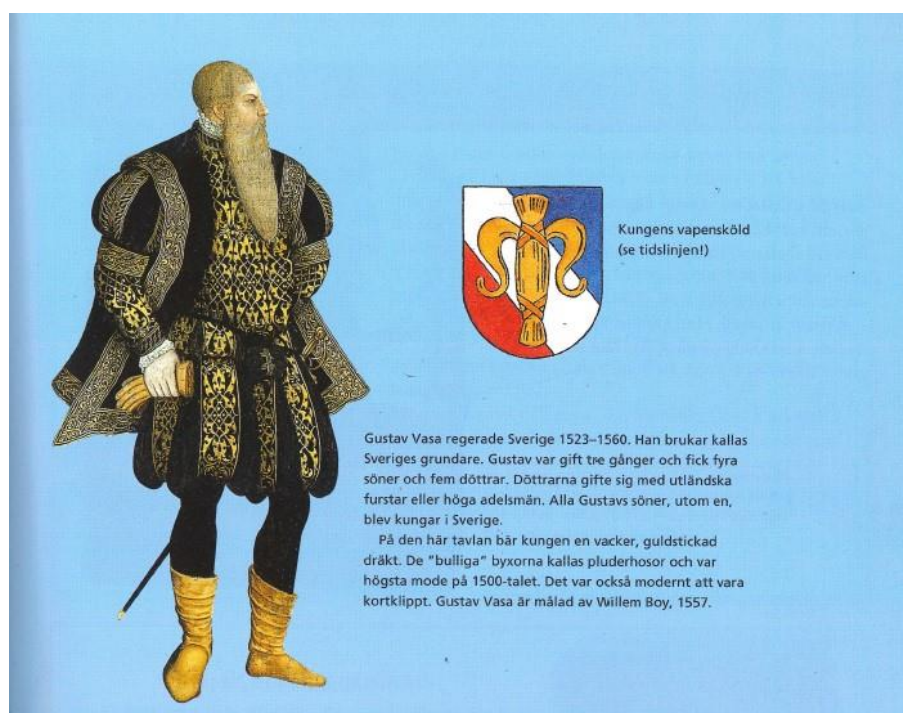 Kungens vapensköld
(se tidslinjen!)
Gustav Vasa regerade Sverige 1523–1560. Han brukar kallas
Sveriges grundare. Gustav var gift tre gånger och fick fyra
söner och fem döttrar. Döttrarna gifte sig med utländska
furstar eller höga adelsmän. Alla Gustavs söner, utom en,
blev kungar i Sverige.
På den här tavlan bär kungen en vacker, guldstickad
dräkt. De ”bulliga” byxorna kallas pluderhosor och var
högsta mode på 1500-talet. Det var också modernt att vara
kortklippt. Gustav Vasa är målad av Willem Boy, 1557.